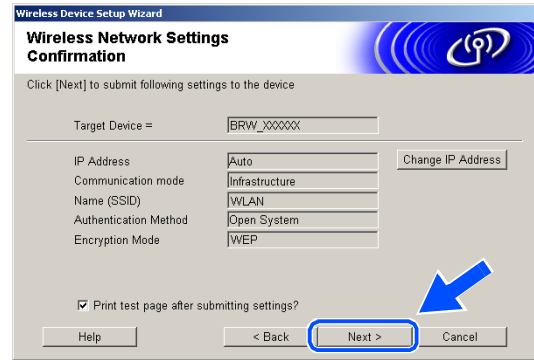 Wireless Device Setup Wizard
Wireless Network Settings
Confirmation
Click [Next] to submit following settings to the device
Target Device = BRW_XXXXXX
IP Address Auto Change IP Address
Communication mode Infrastructure
Name (SSID) WLAN
Authentication Method Open System
Encryption Mode WEP
Print test page after submitting settings?
Help < Back Next > Cancel